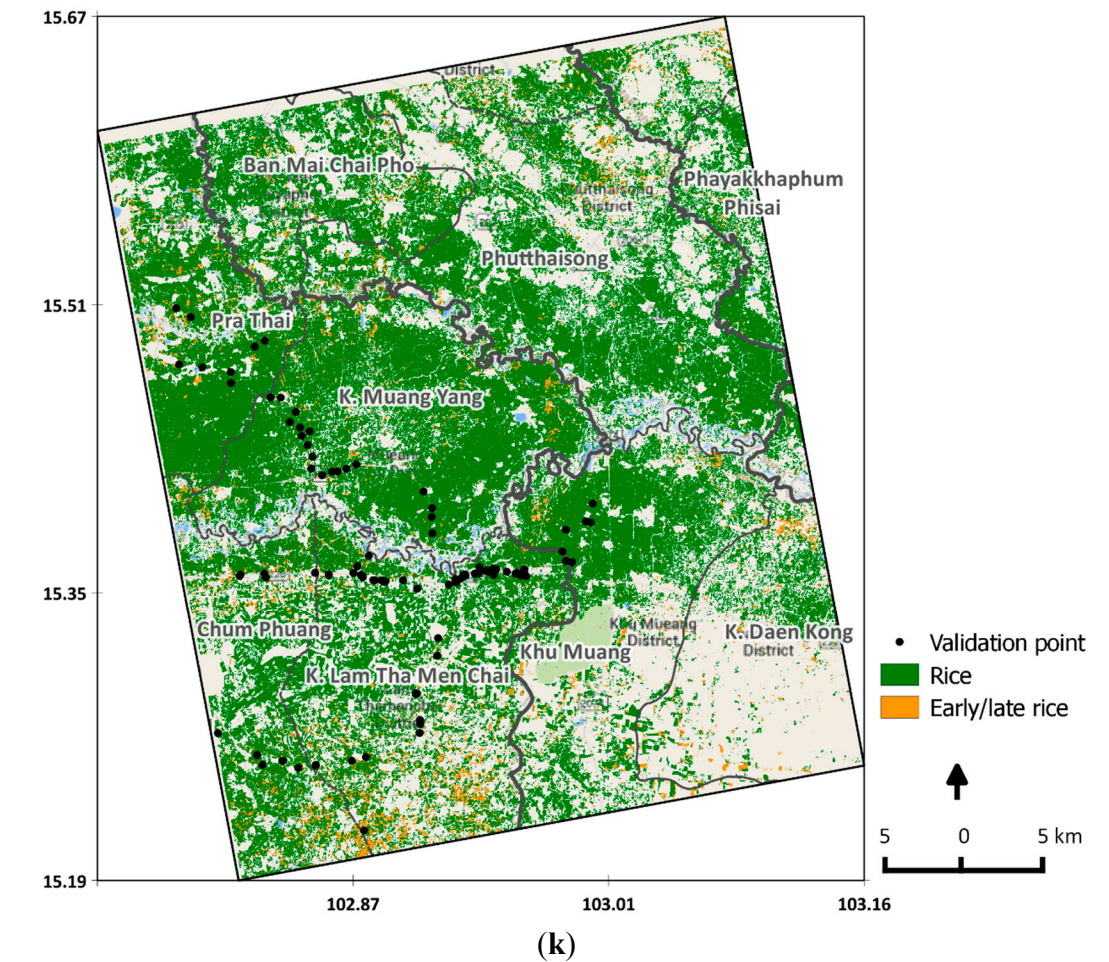 15.67
District
Ban Mai Chai Pho
Phayakkhaphum
Phisai
District
Phutthaisong
15.51
Pra Thai
K. Muang Yang
15.35
Chum Phuang
Khu Mueang
District
K. Daen Kong
District
Khu Muang
K. Lam Tha Men Chai
Validation point
Rice
Early/late rice
5 0 5 km
15.19
102.87 103.01 103.16
(k)